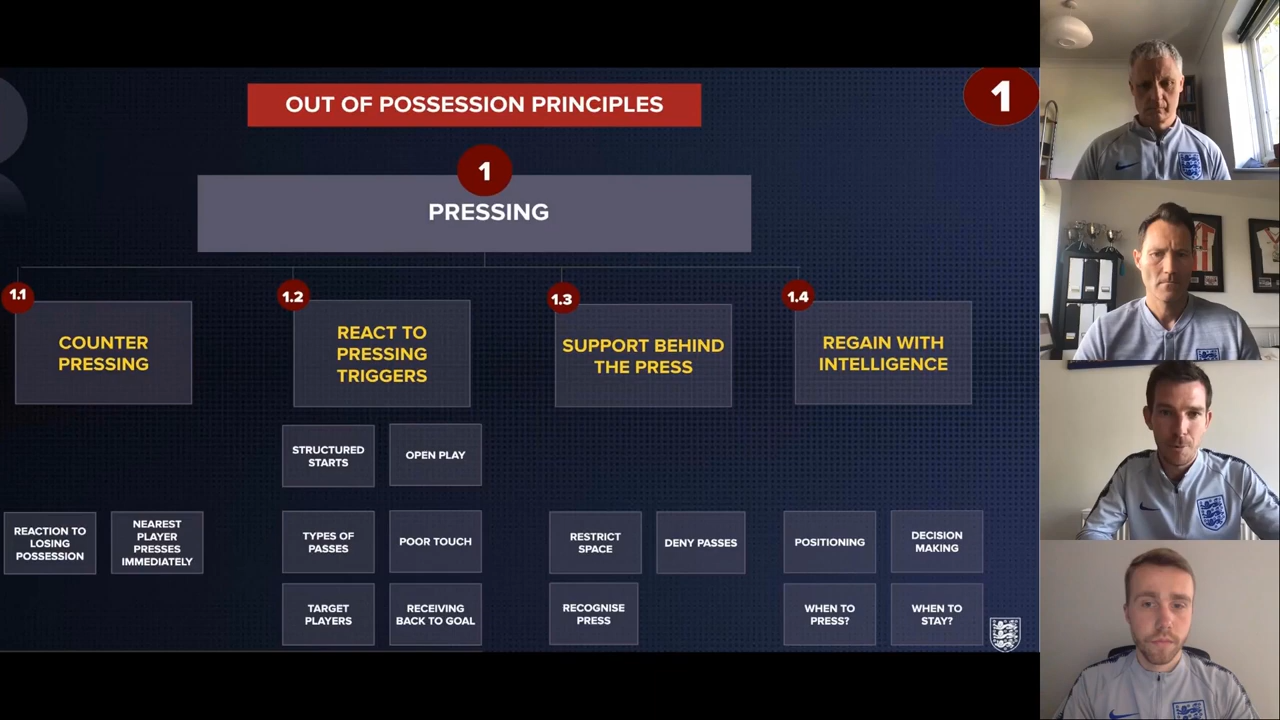 OUT OF POSSESSION PRINCIPLES
1
1
PRESSING
1.1
COUNTER
PRESSING
1.2
REACT TO
PRESSING
TRIGGERS
1.3
SUPPORT BEHIND
THE PRESS
1.4
REGAIN WITH
INTELLIGENCE
STRUCTURED
STARTS
OPEN PLAY
REACTION TO
LOSING
POSSESSION
NEAREST
PLAYER
PRESSES
IMMEDIATELY
TYPES OF
PASSES
POOR TOUCH
RESTRICT
SPACE
DENY PASSES
POSITIONING
DECISION
MAKING
TARGET
PLAYERS
RECEIVING
BACK TO GOAL
RECOGNISE
PRESS
WHEN TO
PRESS?
WHEN TO
STAY?